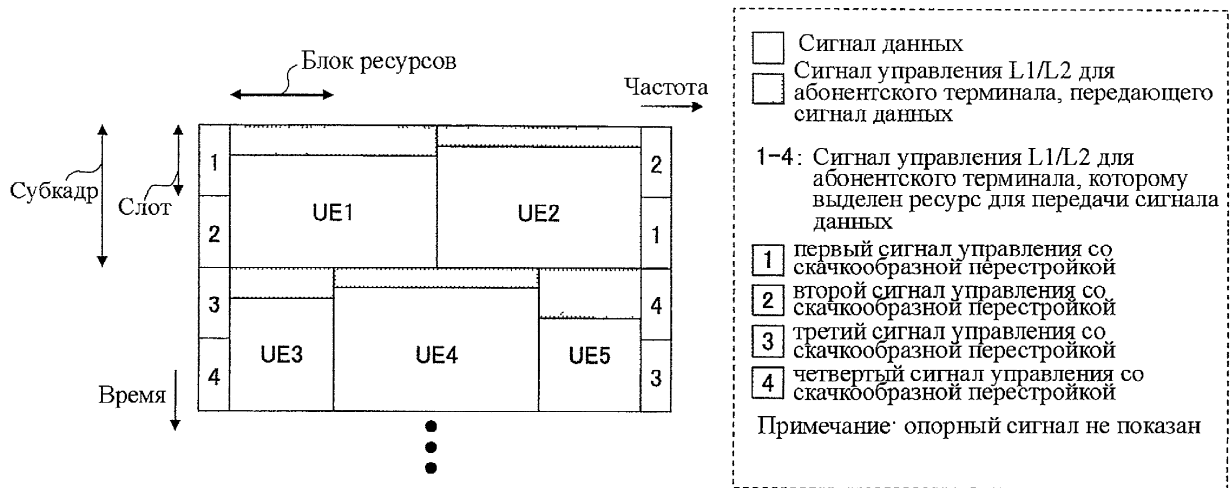 Блок ресурсов
Частота
Субкадр
Слот
1
2
UE1
UE2
2
1
3
4
UE3
UE4
UE5
4
3
Время
Сигнал данных
Сигнал управления L1/L2 для
абонентского терминала, передающего
сигнал данных
1-4: Сигнал управления L1/L2 для
абонентского терминала, которому
выделен ресурс для передачи сигнала
данных
1 первый сигнал управления со
скачкообразной перестройкой
2 второй сигнал управления со
скачкообразной перестройкой
3 третий сигнал управления со
скачкообразной перестройкой
4 четвертый сигнал управления со
скачкообразной перестройкой
Примечание· опорный сигнал не показан